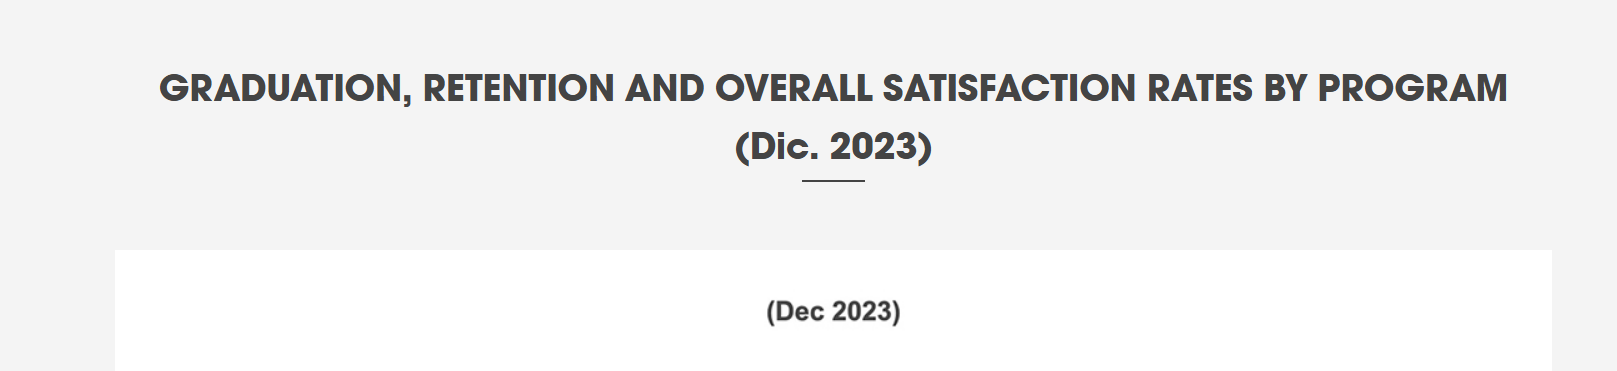 GRADUATION, RETENTION AND OVERALL SATISFACTION RATES BY PROGRAM
(Dic. 2023)
(Dec 2023)